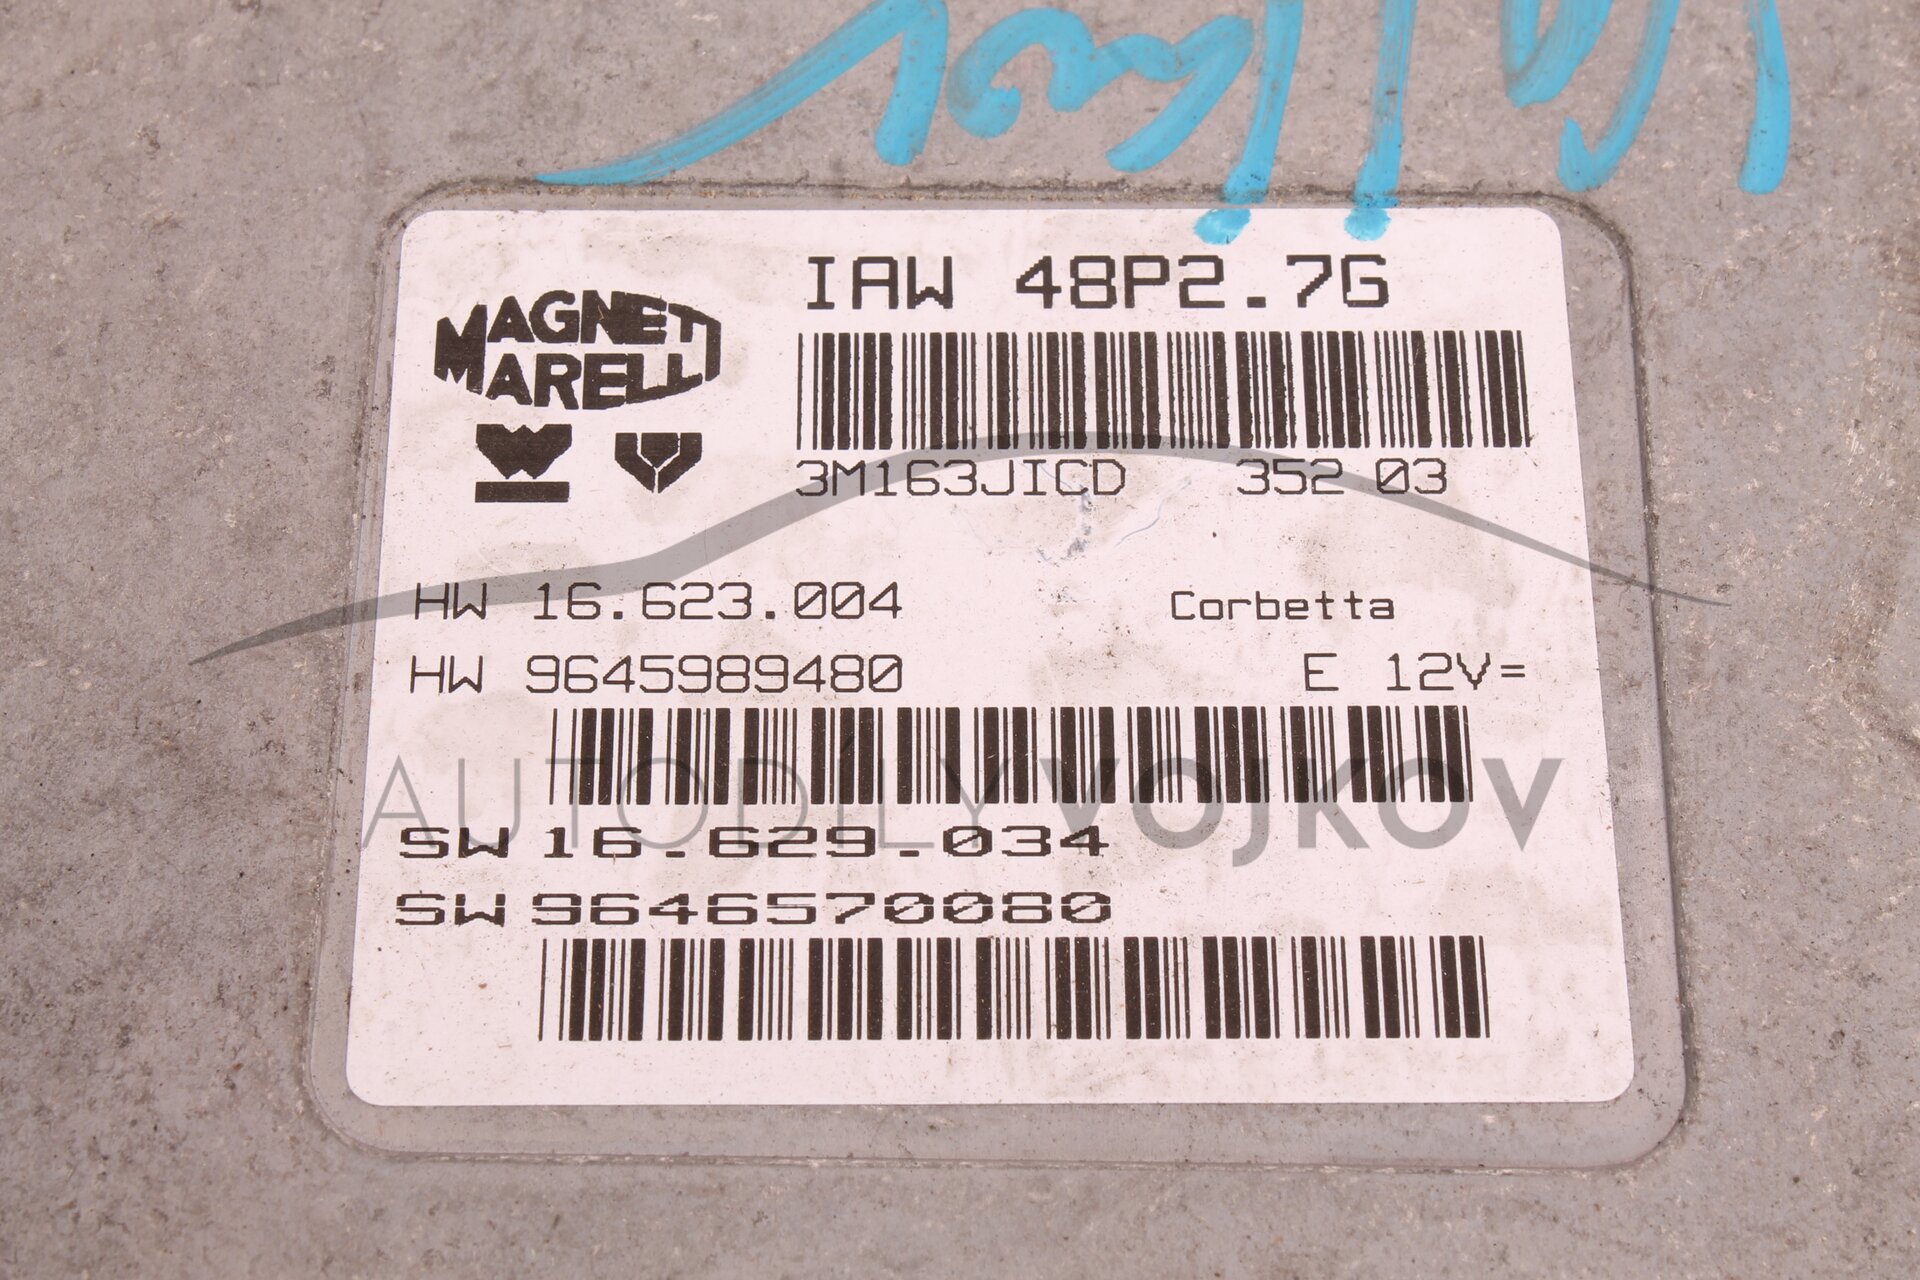 IAW 48P2.7G
MAGNETI
MARELLI
3M163JICD 352 03
HW 16.623.004 Corbetta
HW 9645989480 E 12V=
AUTODÍLY VOJKOV
SW 16.629.034
SW 9646570080